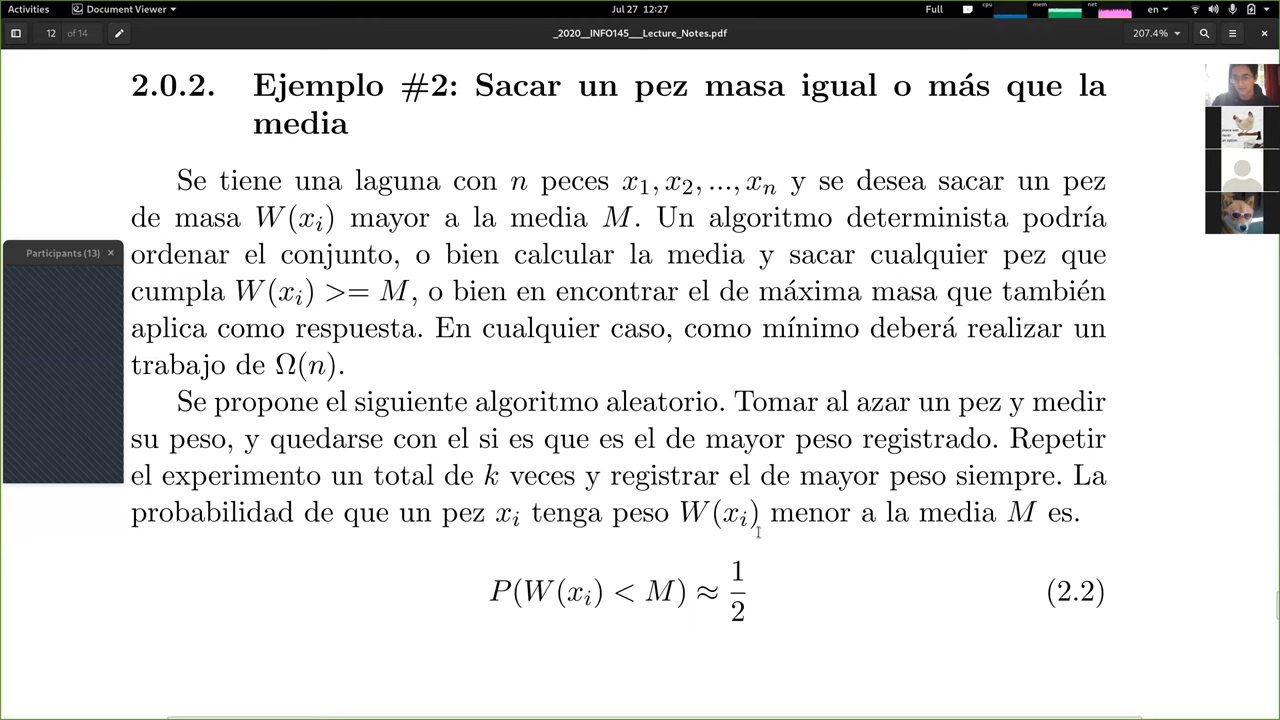 Activities Document Viewer Jul 27 12:27 Full cpu mem net en
12 of 14 _2020__INFO145___Lecture_Notes.pdf 207.4%
2.0.2. Ejemplo #2: Sacar un pez masa igual o más que la
media
Se tiene una laguna con n peces x₁, x₂, ..., xₙ y se desea sacar un pez
de masa W(xᵢ) mayor a la media M. Un algoritmo determinista podría
Participants (13)
ordenar el conjunto, o bien calcular la media y sacar cualquier pez que
cumpla W(xᵢ) >= M, o bien en encontrar el de máxima masa que también
aplica como respuesta. En cualquier caso, como mínimo deberá realizar un
trabajo de Ω(n).
Se propone el siguiente algoritmo aleatorio. Tomar al azar un pez y medir
su peso, y quedarse con el si es que es el de mayor peso registrado. Repetir
el experimento un total de k veces y registrar el de mayor peso siempre. La
probabilidad de que un pez xᵢ tenga peso W(xᵢ) menor a la media M es.
P(W(xᵢ) < M) ≈ 1/2 (2.2)